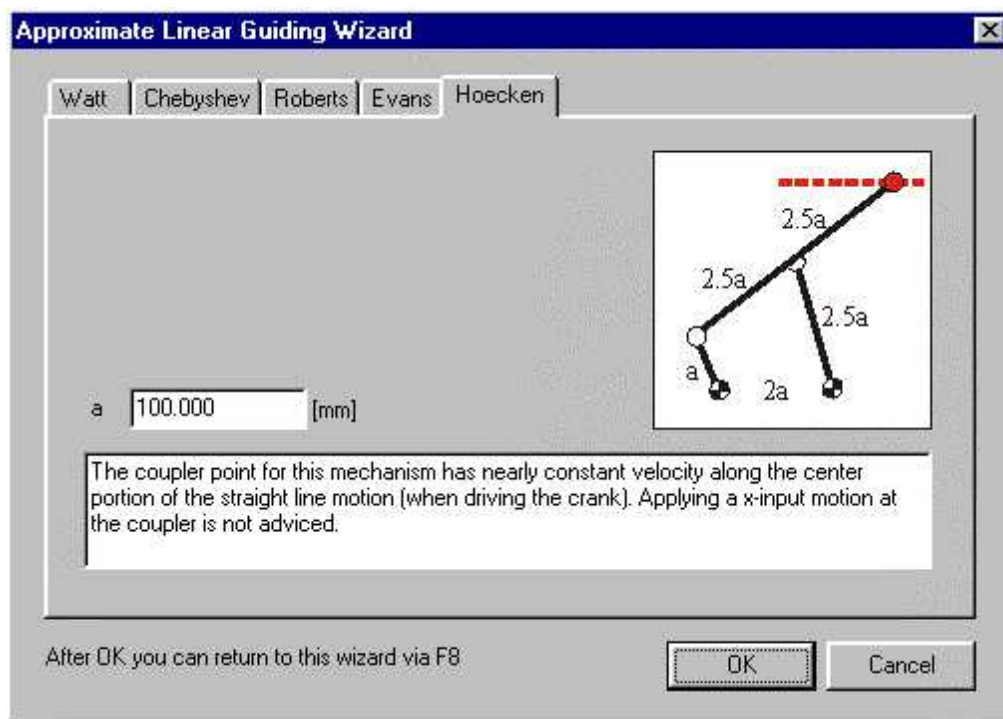 Approximate Linear Guiding Wizard
Watt
Chebyshev
Roberts
Evans
Hoecken
2.5a
2.5a
2.5a
a
2a
a
100.000
[mm]
The coupler point for this mechanism has nearly constant velocity along the center
portion of the straight line motion (when driving the crank). Applying a x-input motion at
the coupler is not adviced.
After OK you can return to this wizard via F8
OK
Cancel